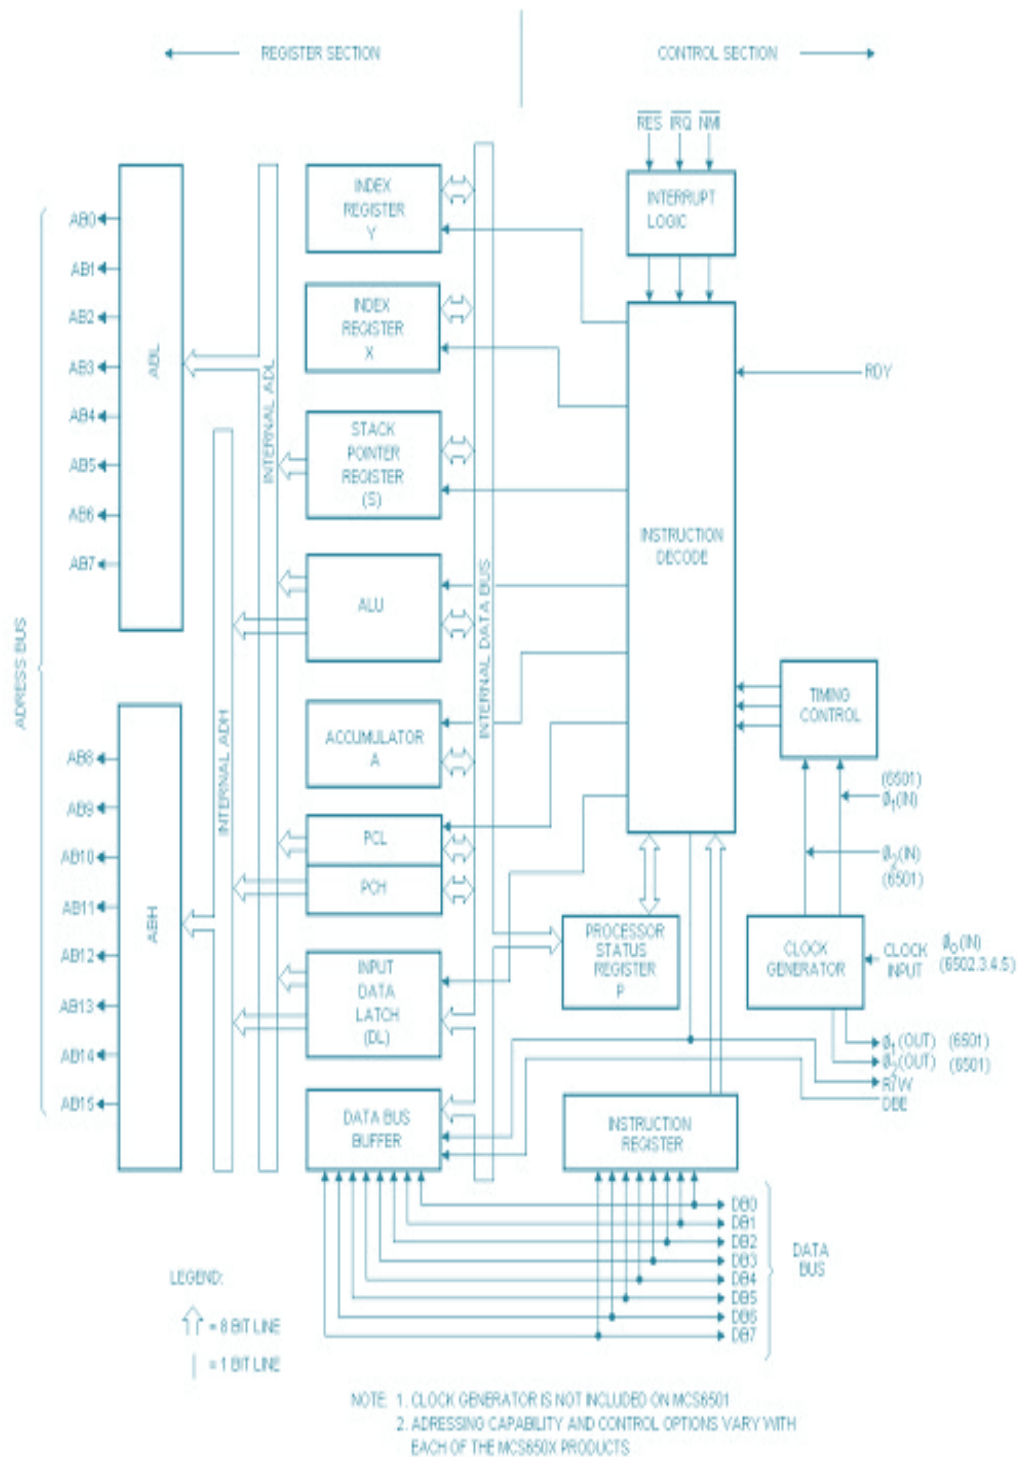 REGISTER SECTION
CONTROL SECTION
RES IRQ NMI
INTERRUPT
LOGIC
INDEX
REGISTER
Y
INDEX
REGISTER
X
STACK
POINTER
REGISTER
(S)
ALU
ACCUMULATOR
A
PCL
PCH
INPUT
DATA
LATCH
(DL)
DATA BUS
BUFFER
ADRESS BUS
AB0
AB1
AB2
AB3
AB4
AB5
AB6
AB7
AB8
AB9
AB10
AB11
AB12
AB13
AB14
AB15
ABL
ABH
INTERNAL ADL
INTERNAL ADH
INTERNAL DATA BUS
INSTRUCTION
DECODE
RDY
TIMING
CONTROL
(6501)
Ø1(IN)
Ø2(IN)
(6501)
PROCESSOR
STATUS
REGISTER
P
CLOCK
GENERATOR
CLOCK
INPUT
Ø0(IN)
(6502.3.4.5)
Ø1(OUT) (6501)
Ø2(OUT) (6501)
R/W
DBE
INSTRUCTION
REGISTER
DB0
DB1
DB2
DB3
DB4
DB5
DB6
DB7
DATA
BUS
LEGEND:
= 8 BIT LINE
= 1 BIT LINE
NOTE: 1. CLOCK GENERATOR IS NOT INCLUDED ON MCS6501
2. ADRESSING CAPABILITY AND CONTROL OPTIONS VARY WITH
EACH OF THE MCS650X PRODUCTS